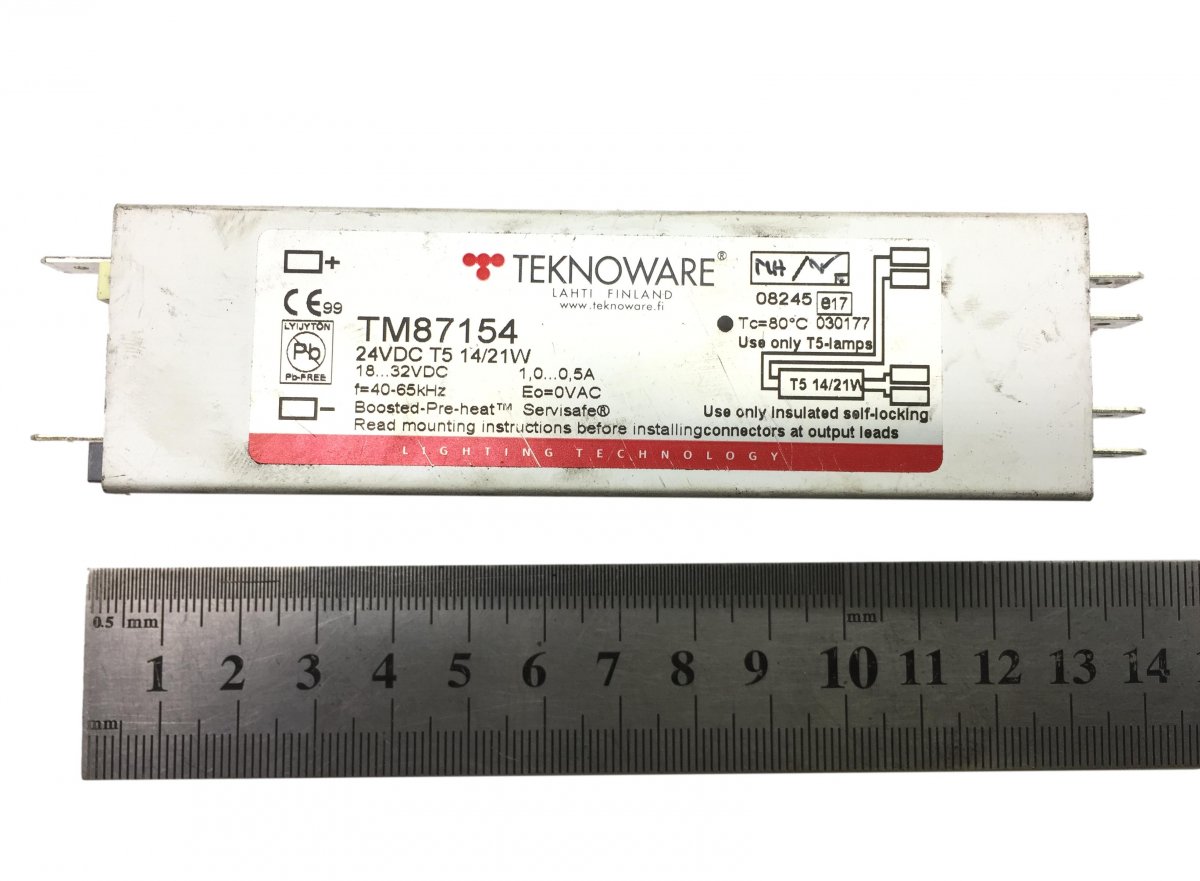 +
TEKNOWARE®
LAHTI FINLAND
www.teknoware.fi
CE99
08245 e17
LYIJYTÖN
Pb
Pb-FREE
TM87154
Tc=80°C 030177
24VDC T5 14/21W
Use only T5-lamps
18...32VDC 1,0...0,5A
f=40-65kHz Eo=0VAC
T5 14/21W
- Boosted-Pre-heat™ Servisafe®
Use only insulated self-locking
Read mounting instructions before installing
connectors at output leads
LIGHTING TECHNOLOGY
0.5 mm mm
1 2 3 4 5 6 7 8 9 10 11 12 13 14
mm